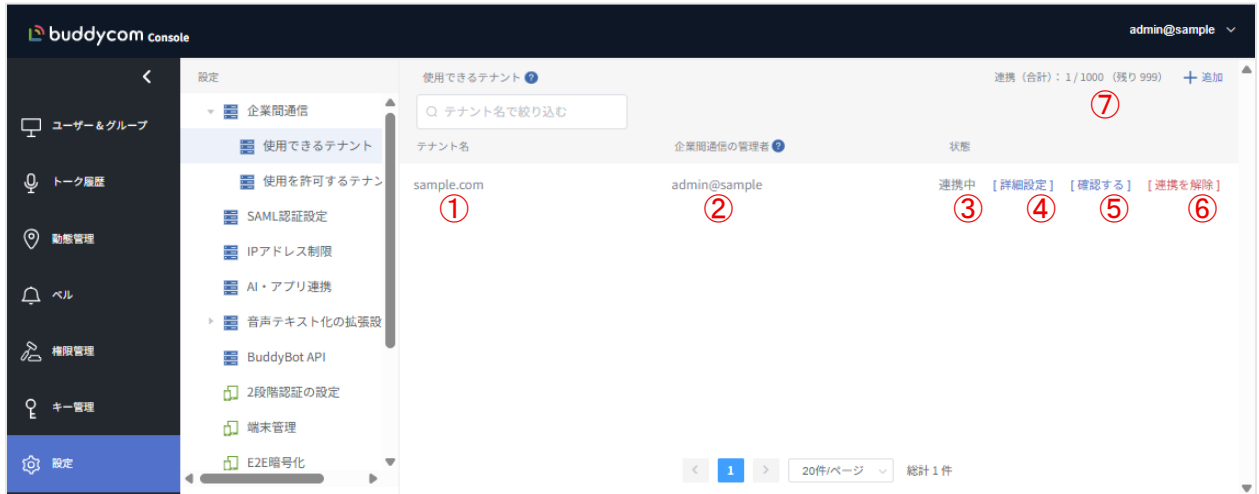 buddycom Console
admin@sample
設定
使用できるテナント ?
連携（合計）: 1 / 1000 （残り 999）
＋ 追加
⑦
ユーザー＆グループ
トーク履歴
動態管理
ベル
権限管理
キー管理
設定
企業間通信
使用できるテナント
使用を許可するテナン
SAML認証設定
IPアドレス制限
AI・アプリ連携
音声テキスト化の拡張設
BuddyBot API
2段階認証の設定
端末管理
E2E暗号化
テナント名で絞り込む
テナント名 企業間通信の管理者 ? 状態
sample.com admin@sample 連携中 [ 詳細設定 ] [ 確認する ] [ 連携を解除 ]
① ② ③ ④ ⑤ ⑥
< 1 > 20件/ページ 総計 1 件